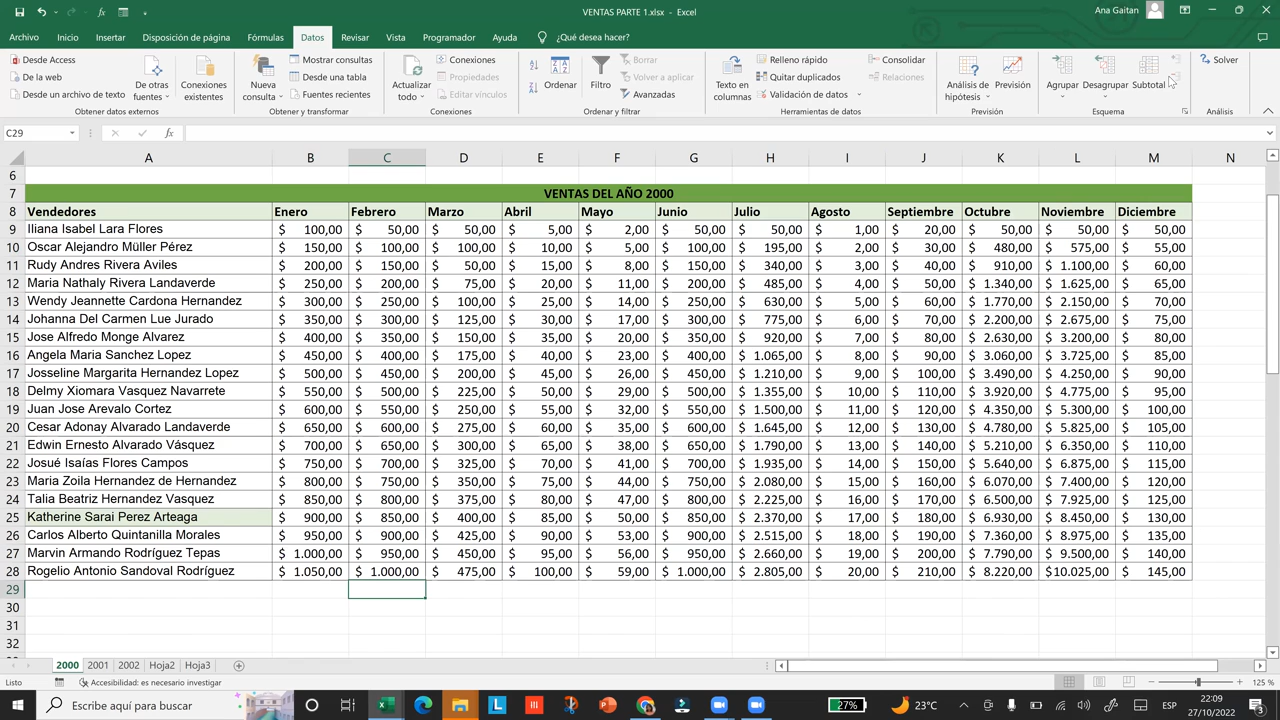 VENTAS PARTE 1.xlsx - Excel
Ana Gaitan
Archivo Inicio Insertar Disposición de página Fórmulas Datos Revisar Vista Programador Ayuda ¿Qué desea hacer?
Desde Access Mostrar consultas Conexiones Borrar Relleno rápido Consolidar Solver
De la web De otras fuentes Conexiones existentes Nueva consulta Desde una tabla Actualizar todo Propiedades Ordenar Filtro Volver a aplicar Texto en columnas Quitar duplicados Relaciones Análisis de hipótesis Previsión Agrupar Desagrupar Subtotal
Desde un archivo de texto Fuentes recientes Editar vínculos Avanzadas Validación de datos
Obtener datos externos Obtener y transformar Conexiones Ordenar y filtrar Herramientas de datos Previsión Esquema Análisis
C29 fx
A B C D E F G H I J K L M N
6
7 VENTAS DEL AÑO 2000
8 Vendedores Enero Febrero Marzo Abril Mayo Junio Julio Agosto Septiembre Octubre Noviembre Diciembre
9 Iliana Isabel Lara Flores $ 100,00 $ 50,00 $ 50,00 $ 5,00 $ 2,00 $ 50,00 $ 50,00 $ 1,00 $ 20,00 $ 50,00 $ 50,00 $ 50,00
10 Oscar Alejandro Müller Pérez $ 150,00 $ 100,00 $ 100,00 $ 10,00 $ 5,00 $ 100,00 $ 195,00 $ 2,00 $ 30,00 $ 480,00 $ 575,00 $ 55,00
11 Rudy Andres Rivera Aviles $ 200,00 $ 150,00 $ 50,00 $ 15,00 $ 8,00 $ 150,00 $ 340,00 $ 3,00 $ 40,00 $ 910,00 $ 1.100,00 $ 60,00
12 Maria Nathaly Rivera Landaverde $ 250,00 $ 200,00 $ 75,00 $ 20,00 $ 11,00 $ 200,00 $ 485,00 $ 4,00 $ 50,00 $ 1.340,00 $ 1.625,00 $ 65,00
13 Wendy Jeannette Cardona Hernandez $ 300,00 $ 250,00 $ 100,00 $ 25,00 $ 14,00 $ 250,00 $ 630,00 $ 5,00 $ 60,00 $ 1.770,00 $ 2.150,00 $ 70,00
14 Johanna Del Carmen Lue Jurado $ 350,00 $ 300,00 $ 125,00 $ 30,00 $ 17,00 $ 300,00 $ 775,00 $ 6,00 $ 70,00 $ 2.200,00 $ 2.675,00 $ 75,00
15 Jose Alfredo Monge Alvarez $ 400,00 $ 350,00 $ 150,00 $ 35,00 $ 20,00 $ 350,00 $ 920,00 $ 7,00 $ 80,00 $ 2.630,00 $ 3.200,00 $ 80,00
16 Angela Maria Sanchez Lopez $ 450,00 $ 400,00 $ 175,00 $ 40,00 $ 23,00 $ 400,00 $ 1.065,00 $ 8,00 $ 90,00 $ 3.060,00 $ 3.725,00 $ 85,00
17 Josseline Margarita Hernandez Lopez $ 500,00 $ 450,00 $ 200,00 $ 45,00 $ 26,00 $ 450,00 $ 1.210,00 $ 9,00 $ 100,00 $ 3.490,00 $ 4.250,00 $ 90,00
18 Delmy Xiomara Vasquez Navarrete $ 550,00 $ 500,00 $ 225,00 $ 50,00 $ 29,00 $ 500,00 $ 1.355,00 $ 10,00 $ 110,00 $ 3.920,00 $ 4.775,00 $ 95,00
19 Juan Jose Arevalo Cortez $ 600,00 $ 550,00 $ 250,00 $ 55,00 $ 32,00 $ 550,00 $ 1.500,00 $ 11,00 $ 120,00 $ 4.350,00 $ 5.300,00 $ 100,00
20 Cesar Adonay Alvarado Landaverde $ 650,00 $ 600,00 $ 275,00 $ 60,00 $ 35,00 $ 600,00 $ 1.645,00 $ 12,00 $ 130,00 $ 4.780,00 $ 5.825,00 $ 105,00
21 Edwin Ernesto Alvarado Vásquez $ 700,00 $ 650,00 $ 300,00 $ 65,00 $ 38,00 $ 650,00 $ 1.790,00 $ 13,00 $ 140,00 $ 5.210,00 $ 6.350,00 $ 110,00
22 Josué Isaías Flores Campos $ 750,00 $ 700,00 $ 325,00 $ 70,00 $ 41,00 $ 700,00 $ 1.935,00 $ 14,00 $ 150,00 $ 5.640,00 $ 6.875,00 $ 115,00
23 Maria Zoila Hernandez de Hernandez $ 800,00 $ 750,00 $ 350,00 $ 75,00 $ 44,00 $ 750,00 $ 2.080,00 $ 15,00 $ 160,00 $ 6.070,00 $ 7.400,00 $ 120,00
24 Talia Beatriz Hernandez Vasquez $ 850,00 $ 800,00 $ 375,00 $ 80,00 $ 47,00 $ 800,00 $ 2.225,00 $ 16,00 $ 170,00 $ 6.500,00 $ 7.925,00 $ 125,00
25 Katherine Sarai Perez Arteaga $ 900,00 $ 850,00 $ 400,00 $ 85,00 $ 50,00 $ 850,00 $ 2.370,00 $ 17,00 $ 180,00 $ 6.930,00 $ 8.450,00 $ 130,00
26 Carlos Alberto Quintanilla Morales $ 950,00 $ 900,00 $ 425,00 $ 90,00 $ 53,00 $ 900,00 $ 2.515,00 $ 18,00 $ 190,00 $ 7.360,00 $ 8.975,00 $ 135,00
27 Marvin Armando Rodríguez Tepas $ 1.000,00 $ 950,00 $ 450,00 $ 95,00 $ 56,00 $ 950,00 $ 2.660,00 $ 19,00 $ 200,00 $ 7.790,00 $ 9.500,00 $ 140,00
28 Rogelio Antonio Sandoval Rodríguez $ 1.050,00 $ 1.000,00 $ 475,00 $ 100,00 $ 59,00 $ 1.000,00 $ 2.805,00 $ 20,00 $ 210,00 $ 8.220,00 $10.025,00 $ 145,00
29
30
31
32
2000 2001 2002 Hoja2 Hoja3
Listo Accesibilidad: es necesario investigar 125 %
Escribe aquí para buscar 27% 23°C ESP 22:09
27/10/2022 3